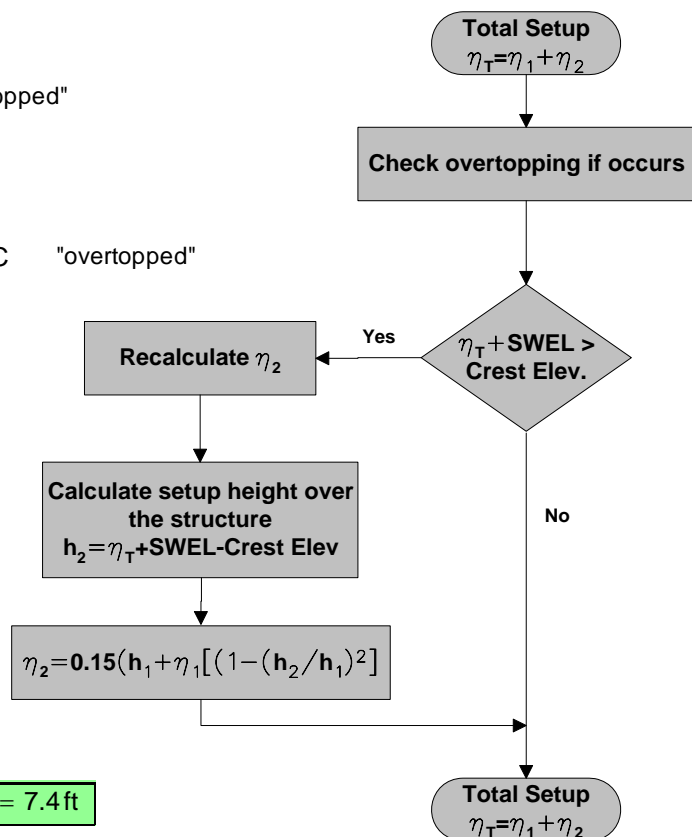 Total Setup
η_T=η_1+η_2
opped"
Check overtopping if occurs
C "overtopped"
η_T+SWEL >
Crest Elev.
Yes
Recalculate η_2
No
Calculate setup height over
the structure
h_2=η_T+SWEL-Crest Elev
η_2=0.15(h_1+η_1[(1-(h_2/h_1)^2]
= 7.4 ft
Total Setup
η_T=η_1+η_2